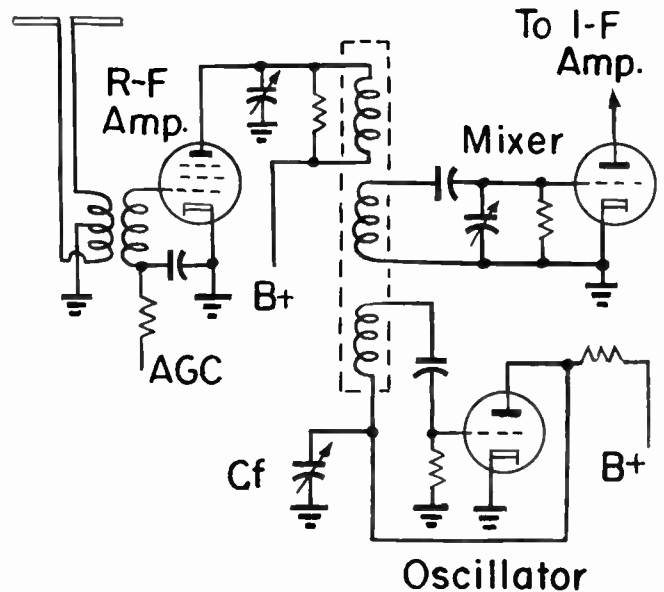 To I-F
Amp.
R-F
Amp.
Mixer
B+
AGC
Cf
B+
Oscillator